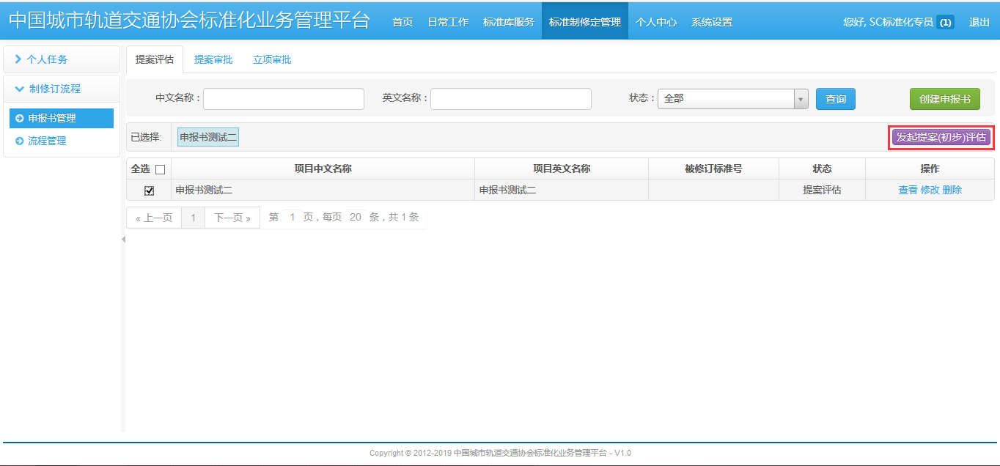 中国城市轨道交通协会标准化业务管理平台 首页 日常工作 标准库服务 标准制修定管理 个人中心 系统设置 您好, SC标准化专员 (1) 退出
个人任务
制修订流程
申报书管理
流程管理
提案评估 提案审批 立项审批
中文名称： 英文名称： 状态： 全部 查询 创建申报书
已选择: 申报书测试二 发起提案(初步)评估
全选 项目中文名称 项目英文名称 被修订标准号 状态 操作
申报书测试二 申报书测试二 提案评估 查看 修改 删除
« 上一页 1 下一页 » 第 1 页，每页 20 条，共 1 条
Copyright © 2012-2019 中国城市轨道交通协会标准化业务管理平台 - V1.0